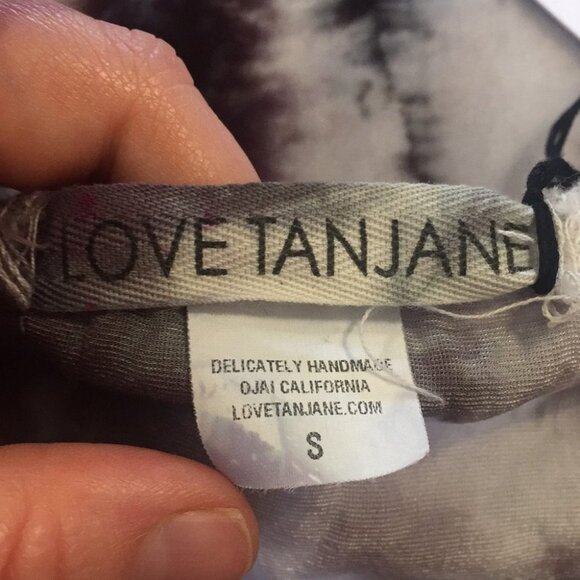 LOVE TANJANE
DELICATELY HANDMADE
OJAI CALIFORNIA
LOVETANJANE.COM
S